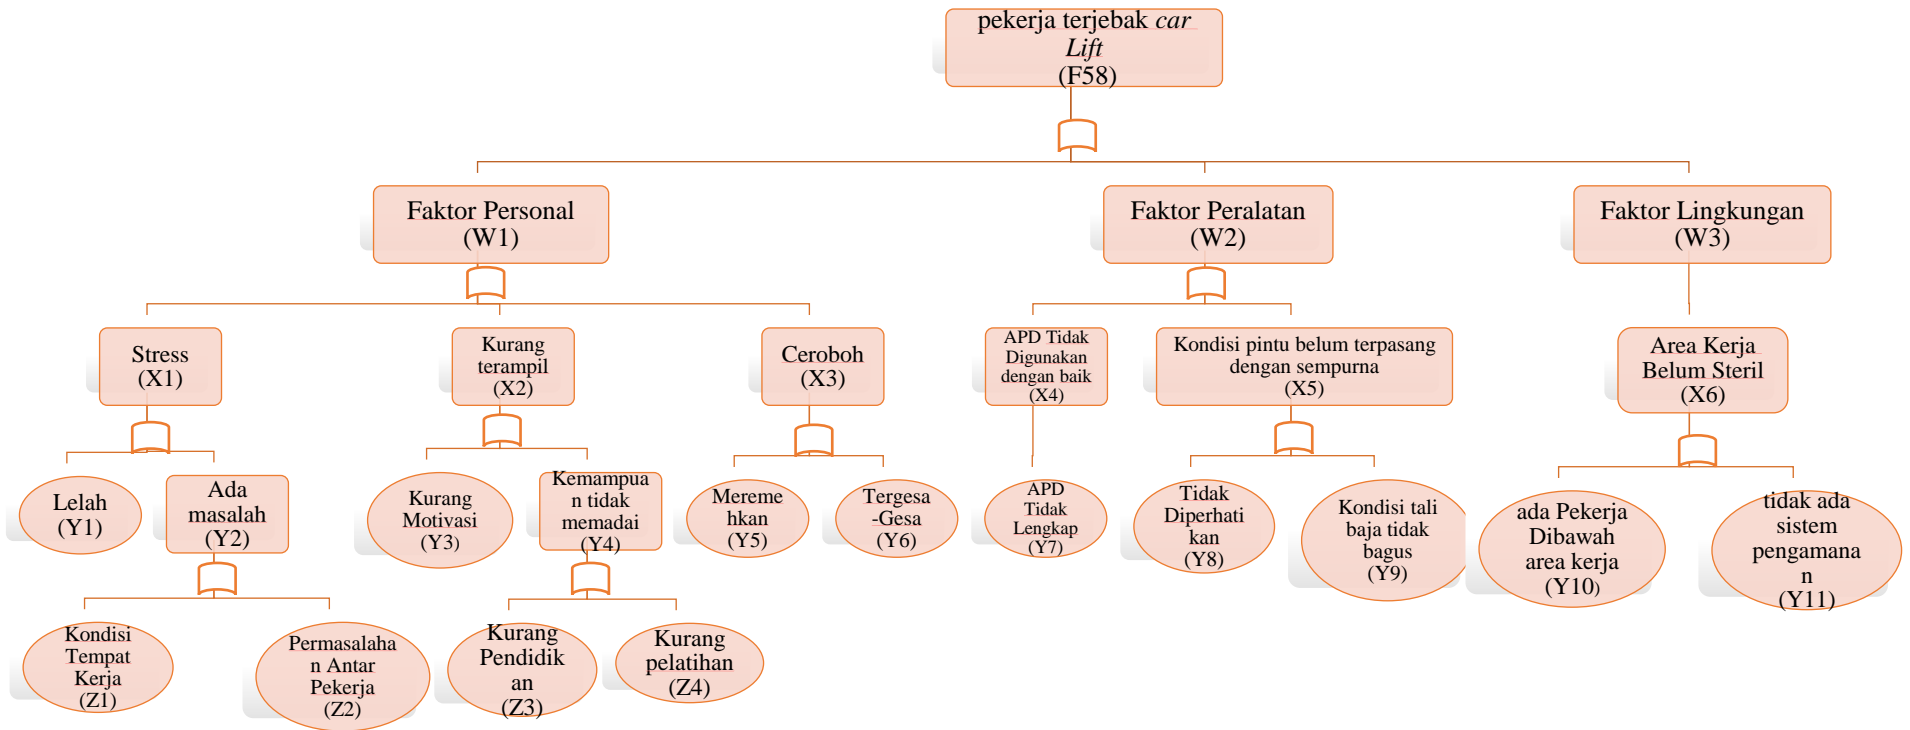 pekerja terjebak car
Lift
(F58)
Faktor Personal
(W1)
Faktor Peralatan
(W2)
Faktor Lingkungan
(W3)
Stress
(X1)
Kurang
terampil
(X2)
Ceroboh
(X3)
APD Tidak
Digunakan
dengan baik
(X4)
Kondisi pintu belum terpasang
dengan sempurna
(X5)
Area Kerja
Belum Steril
(X6)
Lelah
(Y1)
Ada
masalah
(Y2)
Kurang
Motivasi
(Y3)
Kemampua
n tidak
memadai
(Y4)
Mereme
hkan
(Y5)
Tergesa
-Gesa
(Y6)
APD
Tidak
Lengkap
(Y7)
Tidak
Diperhati
kan
(Y8)
Kondisi tali
baja tidak
bagus
(Y9)
ada Pekerja
Dibawah
area kerja
(Y10)
tidak ada
sistem
pengamana
n
(Y11)
Kondisi
Tempat
Kerja
(Z1)
Permasalaha
n Antar
Pekerja
(Z2)
Kurang
Pendidik
an
(Z3)
Kurang
pelatihan
(Z4)